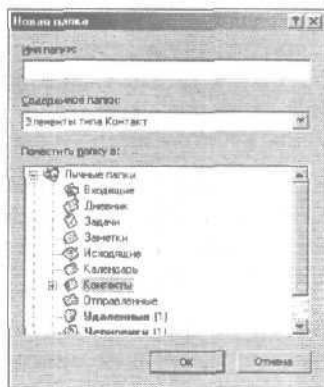 Новая папка
Имя папки:
Содержимое папки:
Элементы типа Контакт
Поместить папку в:
Личные папки
Входящие
Дневник
Задачи
Заметки
Исходящие
Календарь
Контакты
Отправленные
Удаленные (1)
Черновики (1)
ОК
Отмена